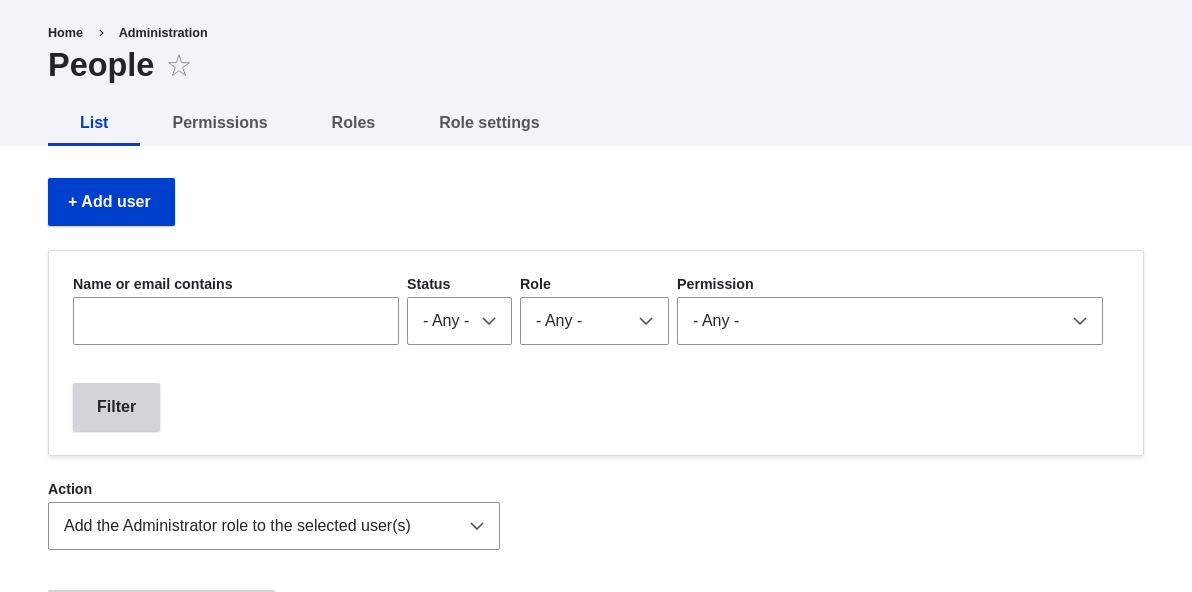 Home > Administration
People
List Permissions Roles Role settings
+ Add user
Name or email contains Status Role Permission
- Any - - Any - - Any -
Filter
Action
Add the Administrator role to the selected user(s)